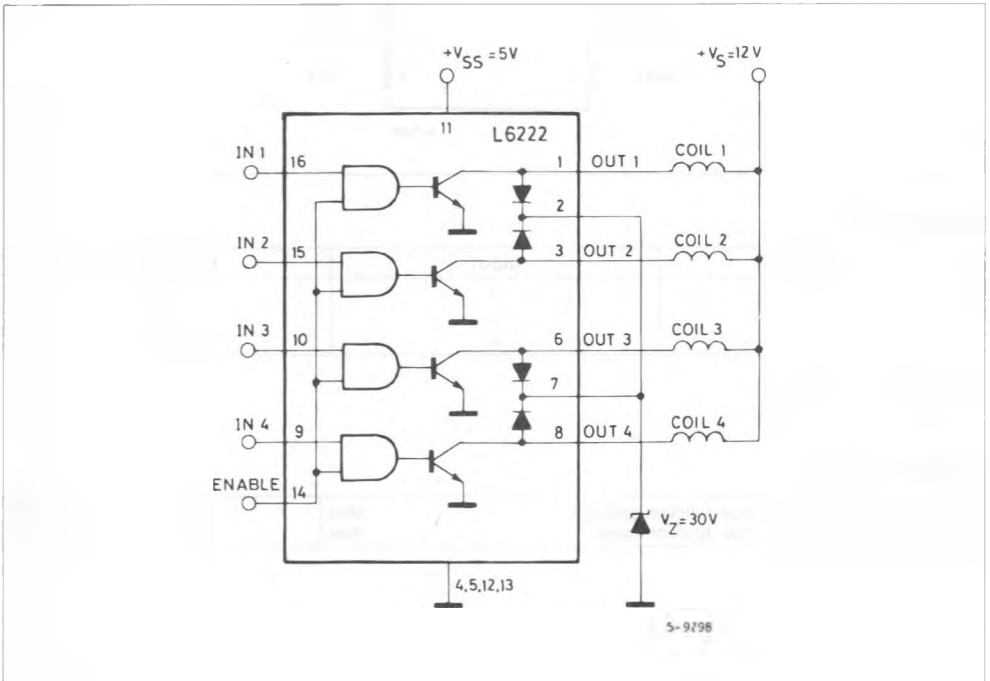 +VSS =5V
+VS=12V
11
L6222
IN 1
16
1
OUT 1
COIL 1
2
IN 2
15
3
OUT 2
COIL 2
IN 3
10
6
OUT 3
COIL 3
7
IN 4
9
8
OUT 4
COIL 4
ENABLE
14
VZ=30V
4,5,12,13
5-9298